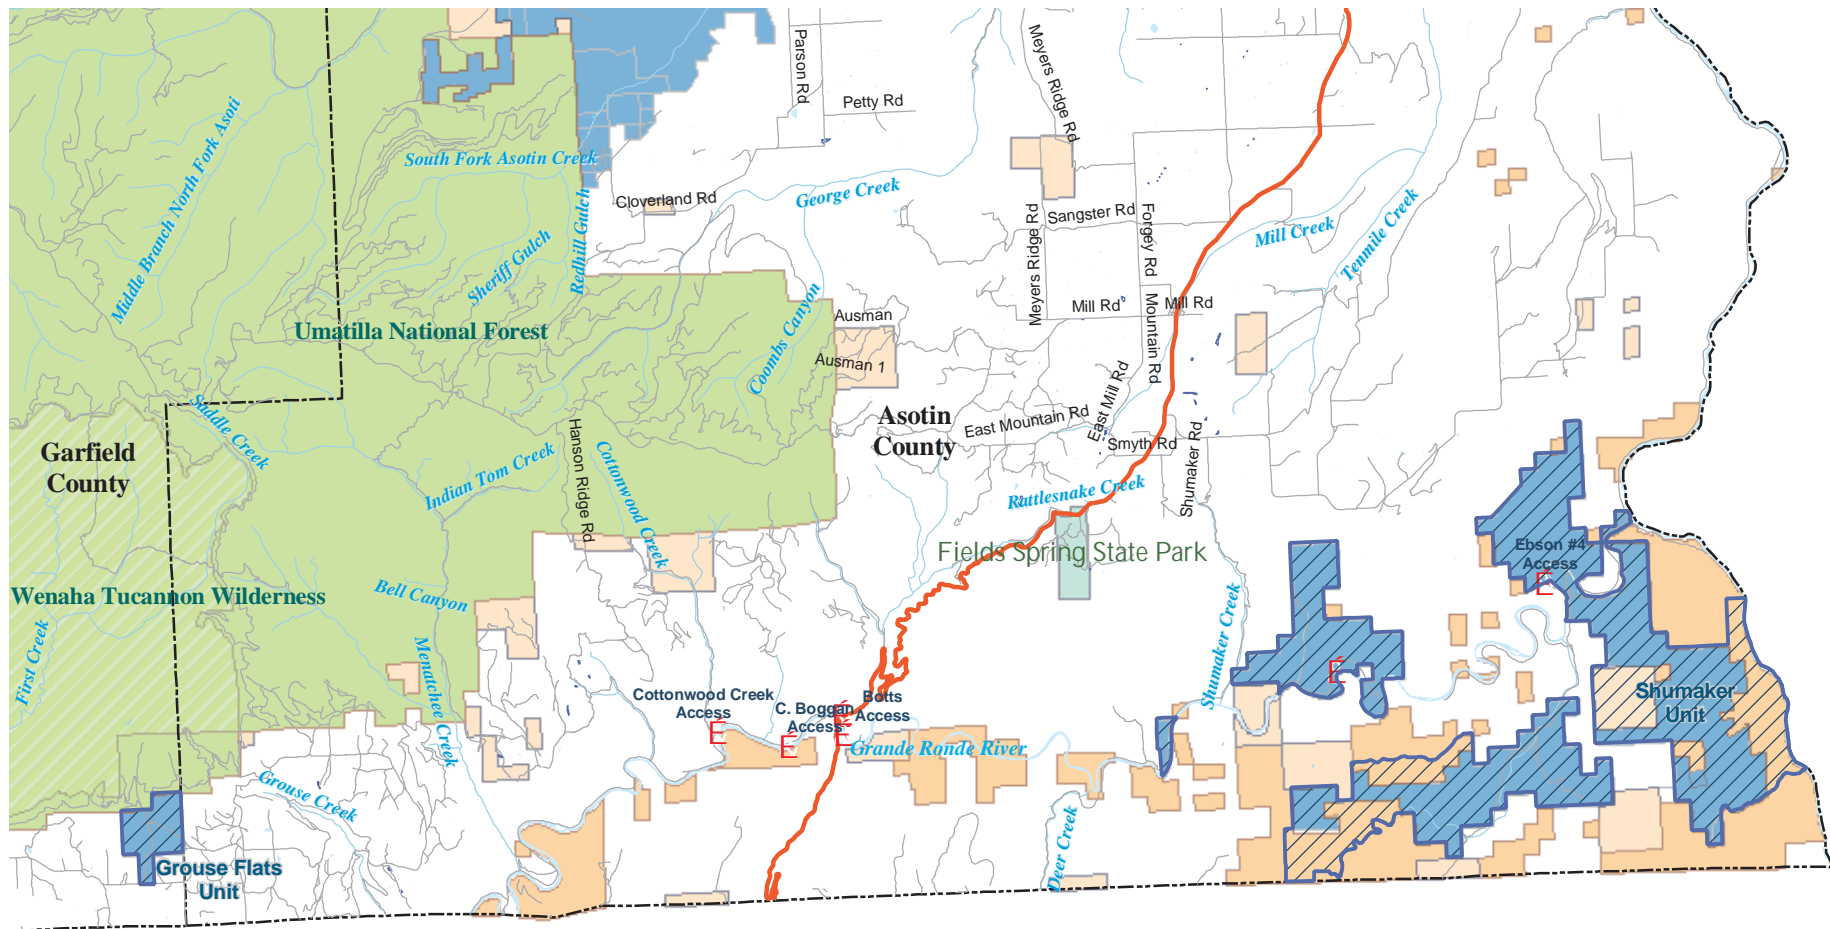 Parson Rd
Petty Rd
Meyers Ridge Rd
Middle Branch North Fork Asoti
South Fork Asotin Creek
Cloverland Rd
George Creek
Redhill Gulch
Sheriff Gulch
Meyers Ridge Rd
Sangster Rd
Forgey Rd
Mill Creek
Tenmile Creek
Umatilla National Forest
Coombs Canyon
Ausman
Ausman 1
Mill Rd
Mill Rd
Mountain Rd
East Mill Rd
East Mountain Rd
Smyth Rd
Shumaker Rd
Asotin
County
Saddle Creek
Garfield
County
Indian Tom Creek
Hanson Ridge Rd
Cottonwood Creek
Rattlesnake Creek
Fields Spring State Park
Ebson #4
Access
É
Wenaha Tucannon Wilderness
Bell Canyon
First Creek
Menatchee Creek
Shumaker Creek
É
Cottonwood Creek
Access
É
C. Boggan
Access
É
Botts
Access
É
É
Grande Ronde River
Shumaker
Unit
Grouse Creek
Deer Creek
Grouse Flats
Unit